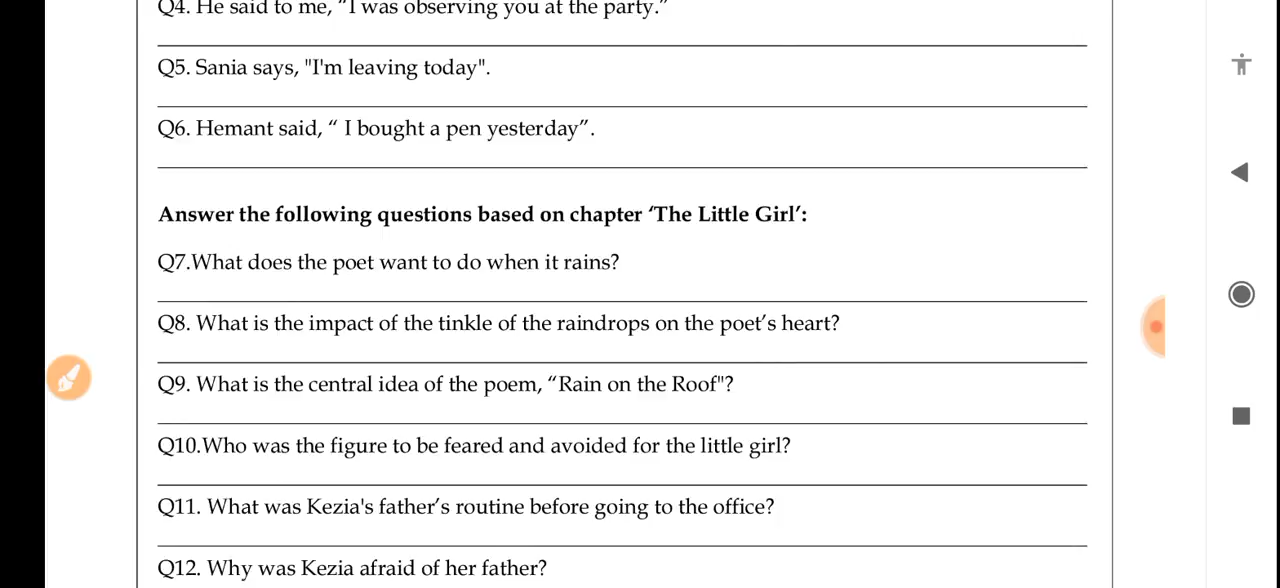 Q4. He said to me, “I was observing you at the party.”
Q5. Sania says, "I'm leaving today".
Q6. Hemant said, “ I bought a pen yesterday”.
Answer the following questions based on chapter ‘The Little Girl’:
Q7.What does the poet want to do when it rains?
Q8. What is the impact of the tinkle of the raindrops on the poet’s heart?
Q9. What is the central idea of the poem, “Rain on the Roof"?
Q10.Who was the figure to be feared and avoided for the little girl?
Q11. What was Kezia's father’s routine before going to the office?
Q12. Why was Kezia afraid of her father?